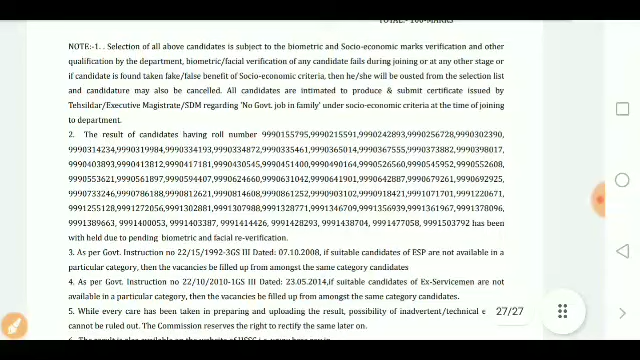 TOTAL:- 100-MARKS
NOTE:-1. . Selection of all above candidates is subject to the biometric and Socio-economic marks verification and other
qualification by the department, biometric/facial verification of any candidate fails during joining or at any other stage or
if candidate is found taken fake/false benefit of Socio-economic criteria, then he/she will be ousted from the selection list
and candidature may also be cancelled. All candidates are intimated to produce & submit certificate issued by
Tehsildar/Executive Magistrate/SDM regarding 'No Govt. job in family' under socio-economic criteria at the time of joining
to department.
2. The result of candidates having roll number 9990155795,9990215591,9990242893,9990256728,9990302390,
9990314234,9990319984,9990334193,9990334872,9990335461,9990365014,9990367555,9990373882,9990398017,
9990403893,9990413812,9990417181,9990430545,9990451400,9990490164,9990526560,9990545952,9990552608,
9990553621,9990561897,9990594407,9990624660,9990631042,9990641901,9990642887,9990679261,9990692925,
9990733246,9990786188,9990812621,9990814608,9990861252,9990903102,9990918421,9991071701,9991220671,
9991255128,9991272056,9991302881,9991307988,9991328771,9991346709,9991356939,9991361967,9991378096,
9991389663, 9991400053, 9991403387, 9991414426, 9991428293, 9991438704, 9991477058, 9991503792 has been
with held due to pending biometric and facial re-verification.
3. As per Govt. Instruction no 22/15/1992-3GS III Dated: 07.10.2008, if suitable candidates of ESP are not available in a
particular category, then the vacancies be filled up from amongst the same category candidates
4. As per Govt. Instruction no 22/10/2010-1GS III Dated: 23.05.2014,if suitable candidates of Ex-Servicemen are not
available in a particular category, then the vacancies be filled up from amongst the same category candidates.
5. While every care has been taken in preparing and uploading the result, possibility of inadvertent/technical e
cannot be ruled out. The Commission reserves the right to rectify the same later on.
27/27